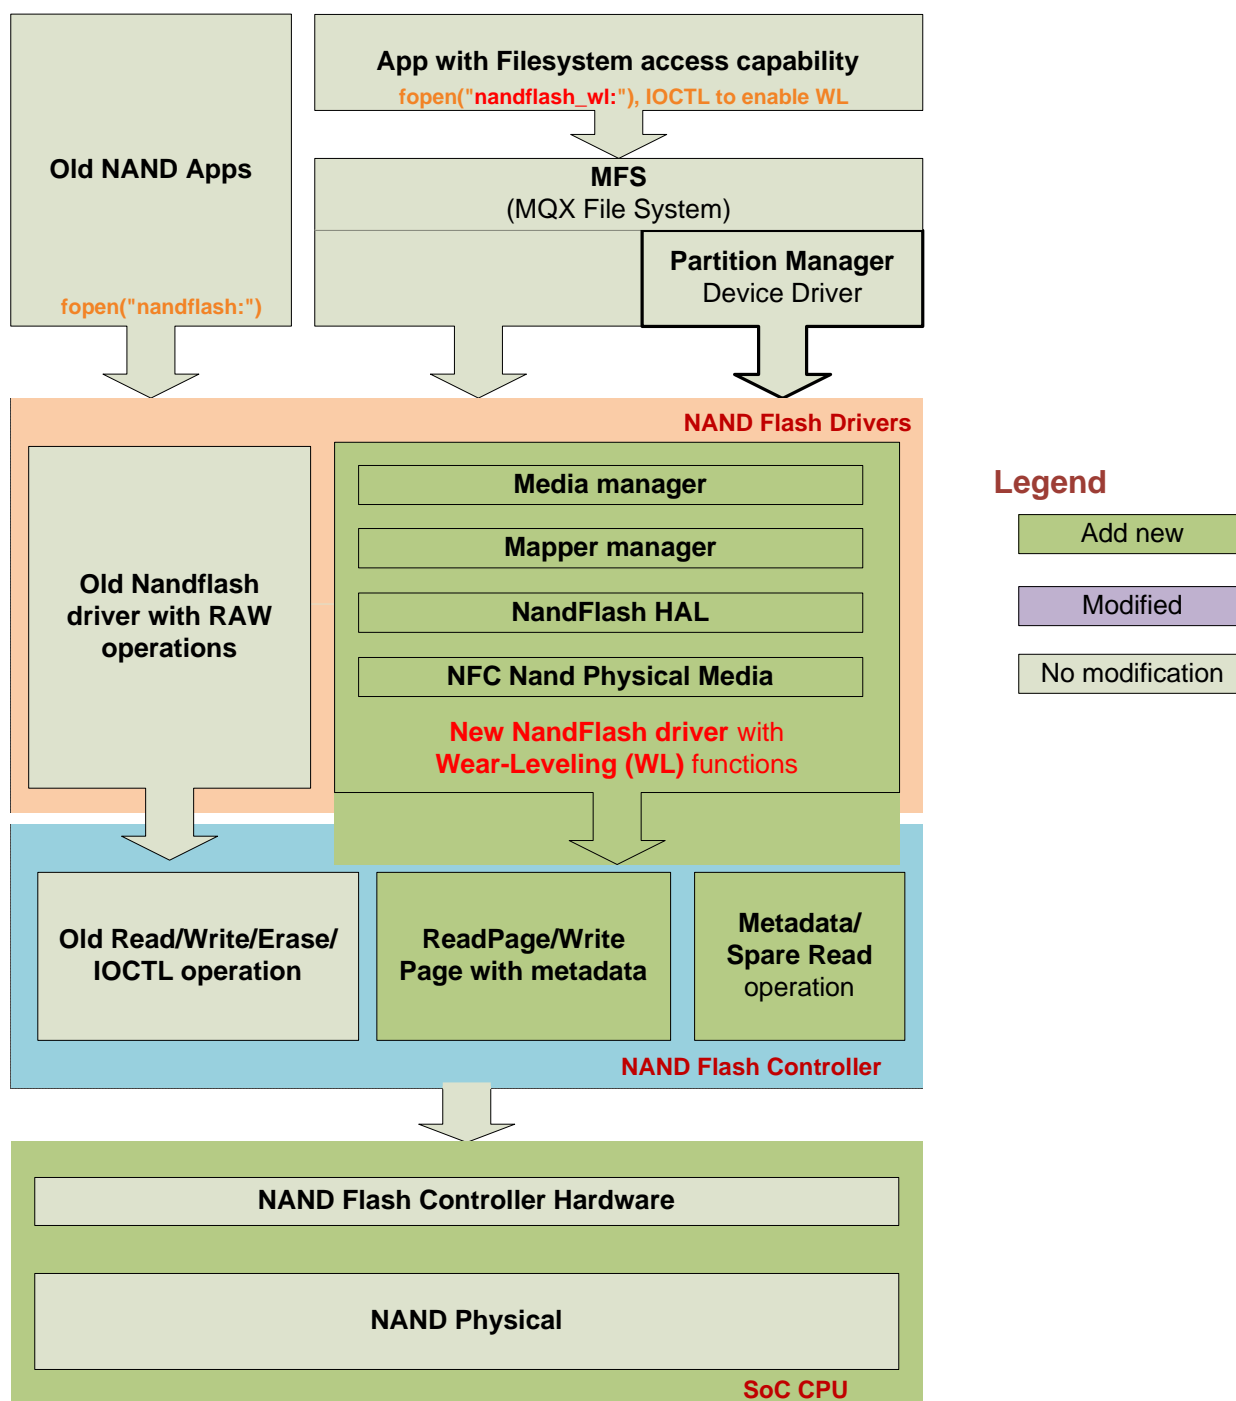 App with Filesystem access capability
fopen("nandflash_wl:"), IOCTL to enable WL
Old NAND Apps
fopen("nandflash:")
MFS
(MQX File System)
Partition Manager
Device Driver
NAND Flash Drivers
Old Nandflash
driver with RAW
operations
Media manager
Mapper manager
NandFlash HAL
NFC Nand Physical Media
New NandFlash driver with
Wear-Leveling (WL) functions
Legend
Add new
Modified
No modification
Old Read/Write/Erase/
IOCTL operation
ReadPage/Write
Page with metadata
Metadata/
Spare Read
operation
NAND Flash Controller
NAND Flash Controller Hardware
NAND Physical
SoC CPU